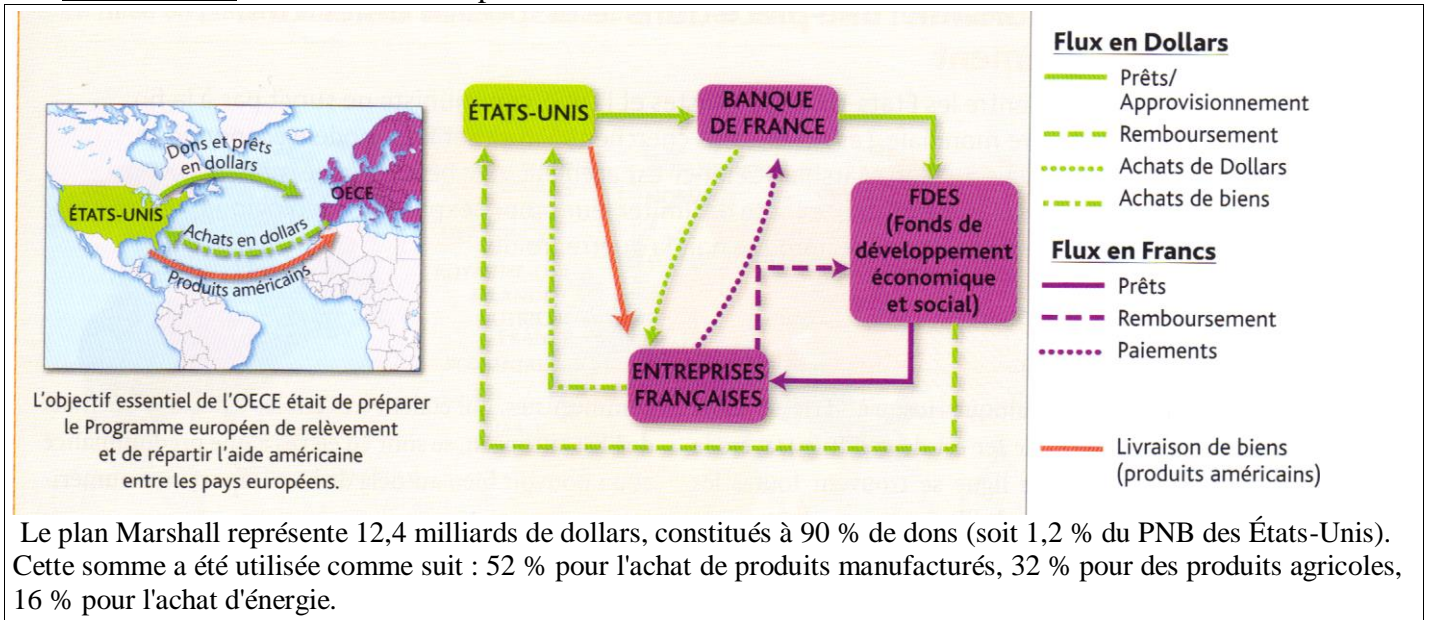 Dons et prêts
en dollars
OECE
ÉTATS-UNIS
Achats en dollars
Produits américains
L'objectif essentiel de l'OECE était de préparer
le Programme européen de relèvement
et de répartir l'aide américaine
entre les pays européens.
ÉTATS-UNIS
BANQUE
DE FRANCE
FDES
(Fonds de
développement
économique
et social)
ENTREPRISES
FRANÇAISES
Flux en Dollars
Prêts/
Approvisionnement
Remboursement
Achats de Dollars
Achats de biens
Flux en Francs
Prêts
Remboursement
Paiements
Livraison de biens
(produits américains)
Le plan Marshall représente 12,4 milliards de dollars, constitués à 90 % de dons (soit 1,2 % du PNB des États-Unis).
Cette somme a été utilisée comme suit : 52 % pour l'achat de produits manufacturés, 32 % pour des produits agricoles,
16 % pour l'achat d'énergie.